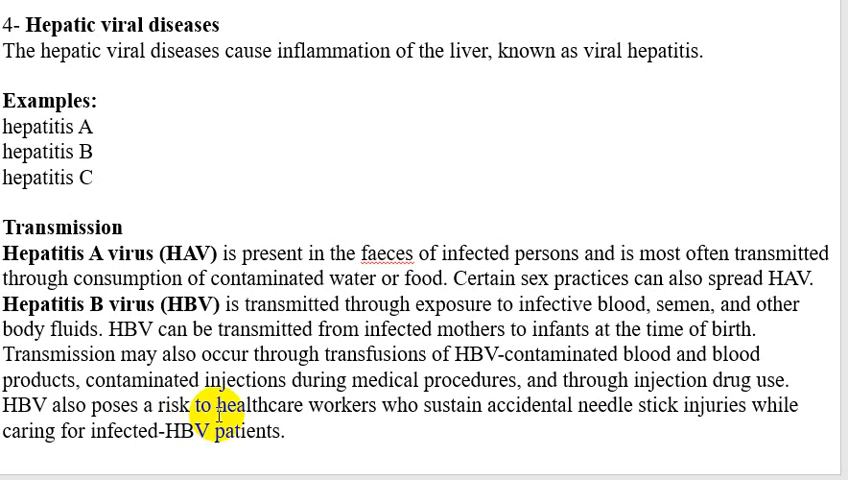 4- Hepatic viral diseases
The hepatic viral diseases cause inflammation of the liver, known as viral hepatitis.
Examples:
hepatitis A
hepatitis B
hepatitis C
Transmission
Hepatitis A virus (HAV) is present in the faeces of infected persons and is most often transmitted
through consumption of contaminated water or food. Certain sex practices can also spread HAV.
Hepatitis B virus (HBV) is transmitted through exposure to infective blood, semen, and other
body fluids. HBV can be transmitted from infected mothers to infants at the time of birth.
Transmission may also occur through transfusions of HBV-contaminated blood and blood
products, contaminated injections during medical procedures, and through injection drug use.
HBV also poses a risk to healthcare workers who sustain accidental needle stick injuries while
caring for infected-HBV patients.